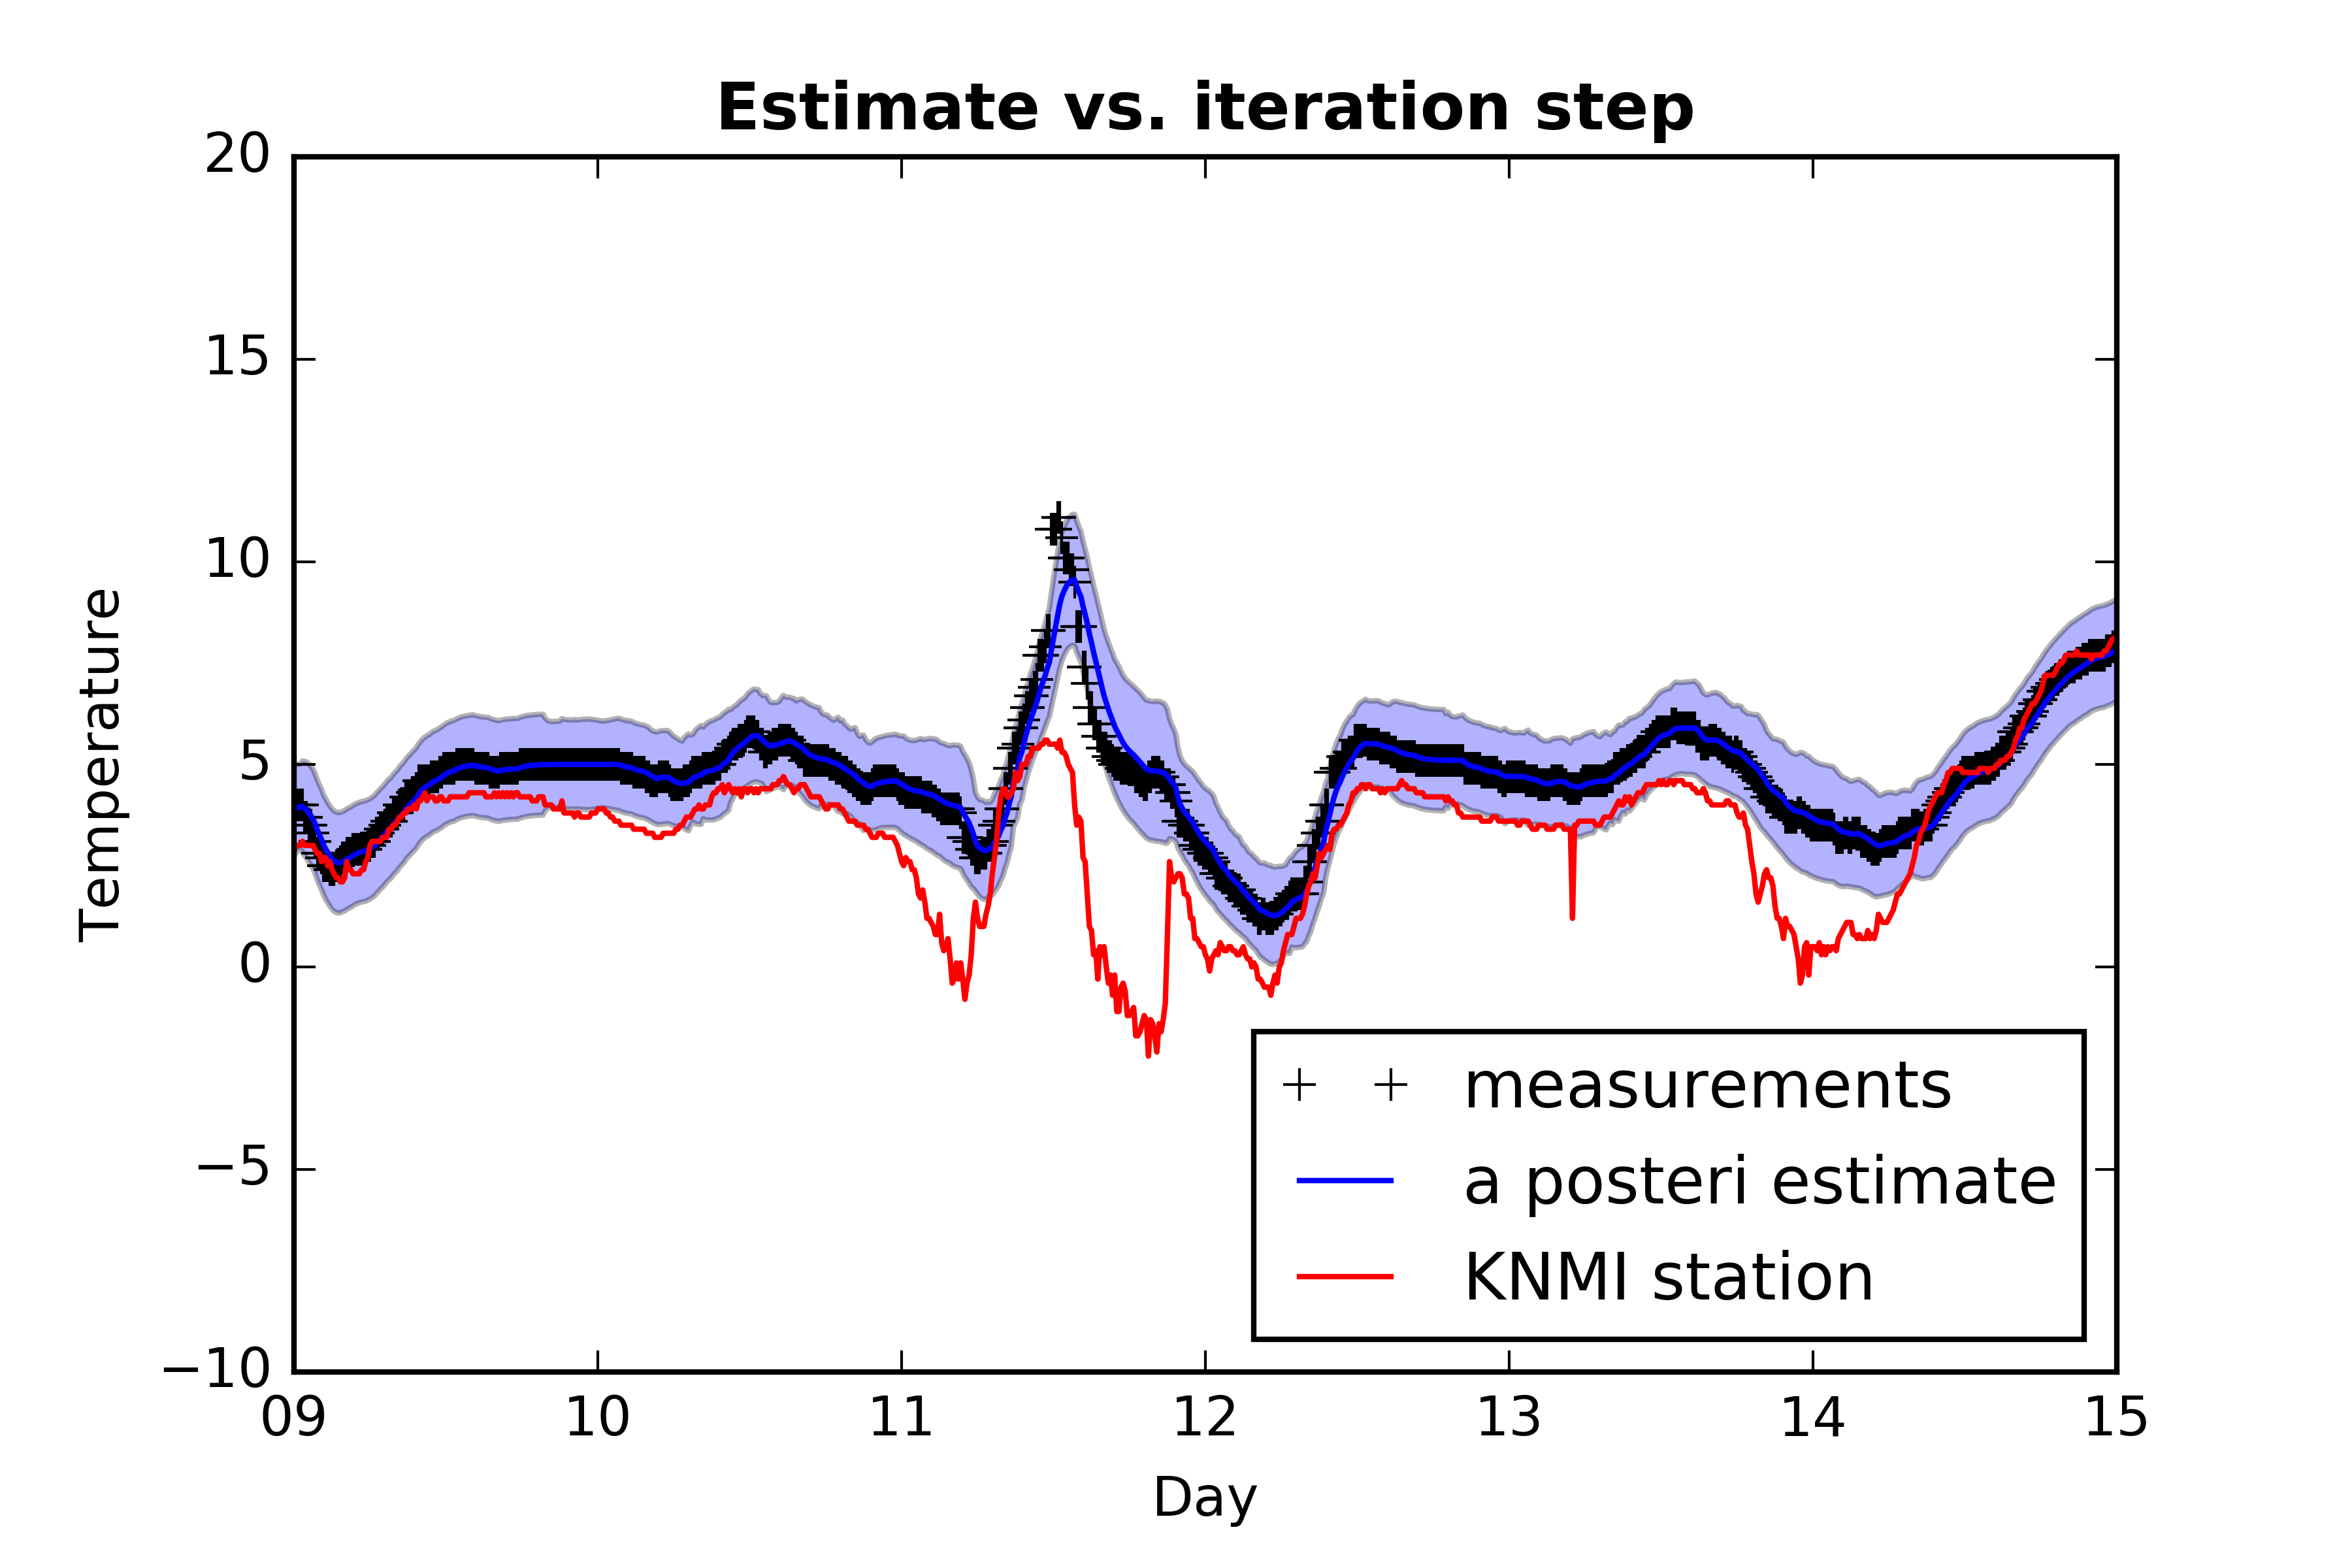 Estimate vs. iteration step
20
15
10
5
0
−5
−10
Temperature
measurements
a posteri estimate
KNMI station
09 10 11 12 13 14 15
Day